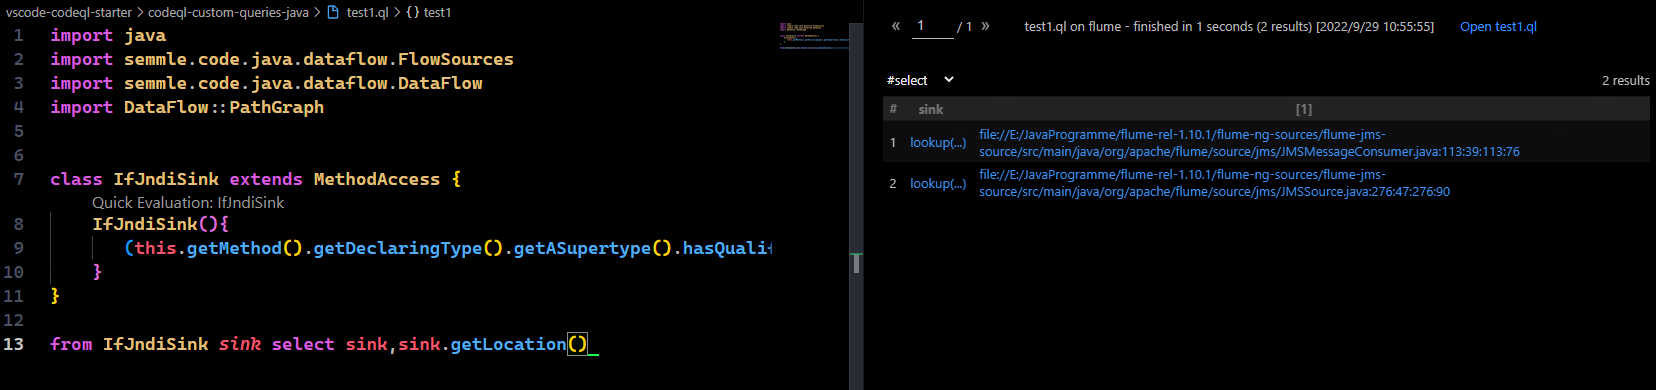 vscode-codeql-starter > codeql-custom-queries-java > test1.ql > {} test1
1 import java
2 import semmle.code.java.dataflow.FlowSources
3 import semmle.code.java.dataflow.DataFlow
4 import DataFlow::PathGraph
5
6
7 class IfJndiSink extends MethodAccess {
Quick Evaluation: IfJndiSink
8 IfJndiSink(){
9 (this.getMethod().getDeclaringType().getASupertype().hasQuali
10 }
11 }
12
13 from IfJndiSink sink select sink,sink.getLocation()
« 1 / 1 » test1.ql on flume - finished in 1 seconds (2 results) [2022/9/29 10:55:55] Open test1.ql
#select 2 results
# sink [1]
1 lookup(...) file://E:/JavaProgramme/flume-rel-1.10.1/flume-ng-sources/flume-jms-
source/src/main/java/org/apache/flume/source/jms/JMSMessageConsumer.java:113:39:113:76
2 lookup(...) file://E:/JavaProgramme/flume-rel-1.10.1/flume-ng-sources/flume-jms-
source/src/main/java/org/apache/flume/source/jms/JMSSource.java:276:47:276:90